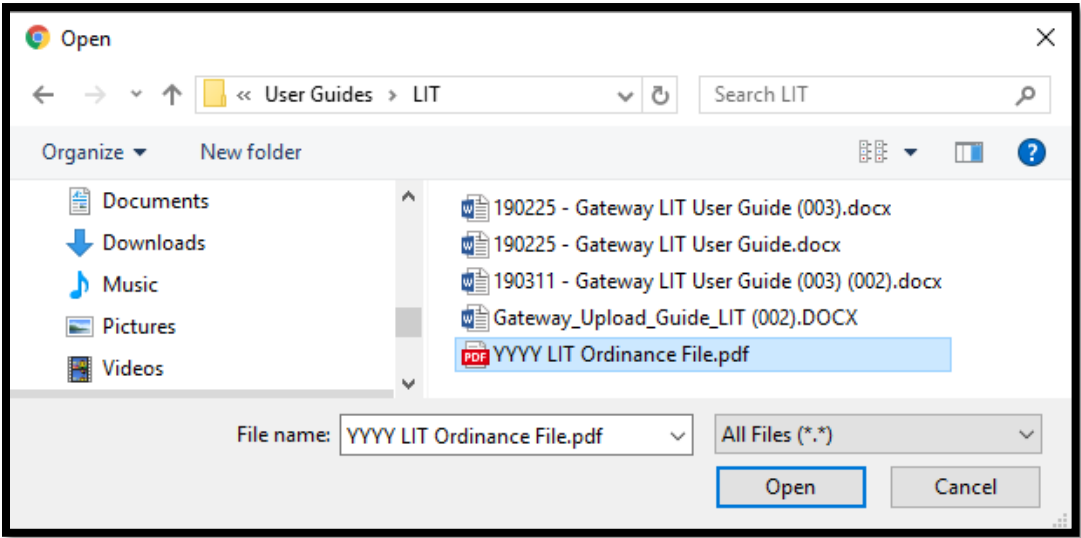 Open
« User Guides > LIT
Search LIT
Organize
New folder
?
Documents
Downloads
Music
Pictures
Videos
190225 - Gateway LIT User Guide (003).docx
190225 - Gateway LIT User Guide.docx
190311 - Gateway LIT User Guide (003) (002).docx
Gateway_Upload_Guide_LIT (002).DOCX
PDF YYYY LIT Ordinance File.pdf
File name: YYYY LIT Ordinance File.pdf
All Files (*.*)
Open
Cancel